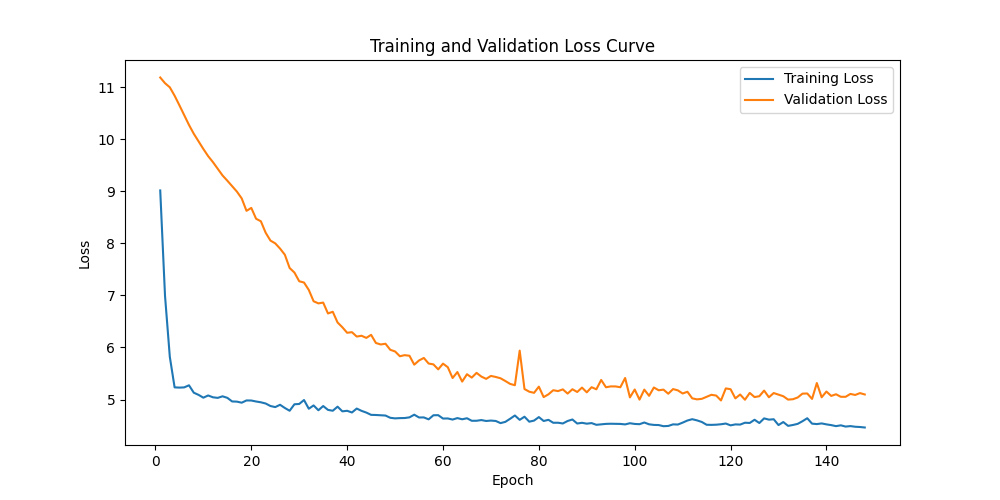 Training and Validation Loss Curve
Training Loss
Validation Loss
Loss
11
10
9
8
7
6
5
0 20 40 60 80 100 120 140
Epoch